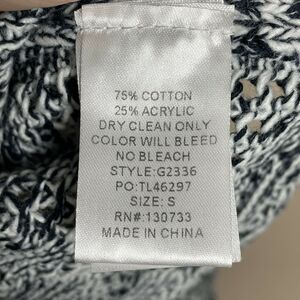 75% COTTON
25% ACRYLIC
DRY CLEAN ONLY
COLOR WILL BLEED
NO BLEACH
STYLE:G2336
PO:TL46297
SIZE: S
RN#:130733
MADE IN CHINA